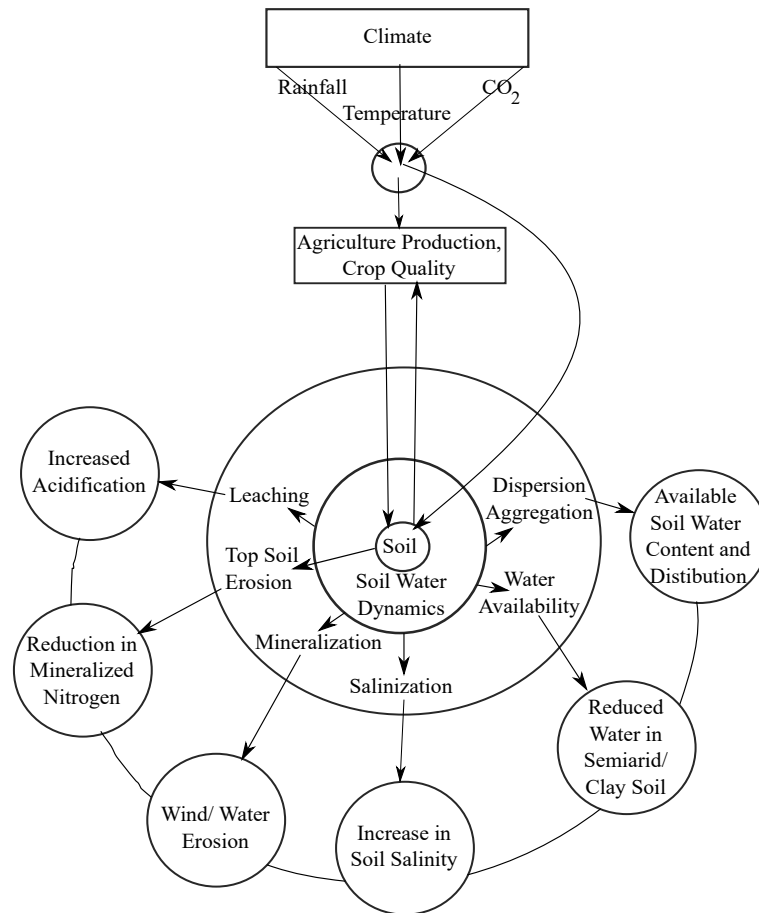 Climate
Rainfall
CO2
Temperature
Agriculture Production,
Crop Quality
Increased
Acidification
Leaching
Dispersion
Aggregation
Available
Soil Water
Content and
Distibution
Soil
Top Soil
Erosion
Soil Water
Dynamics
Water
Availability
Reduction in
Mineralized
Nitrogen
Mineralization
Salinization
Reduced
Water in
Semiarid/
Clay Soil
Wind/ Water
Erosion
Increase in
Soil Salinity